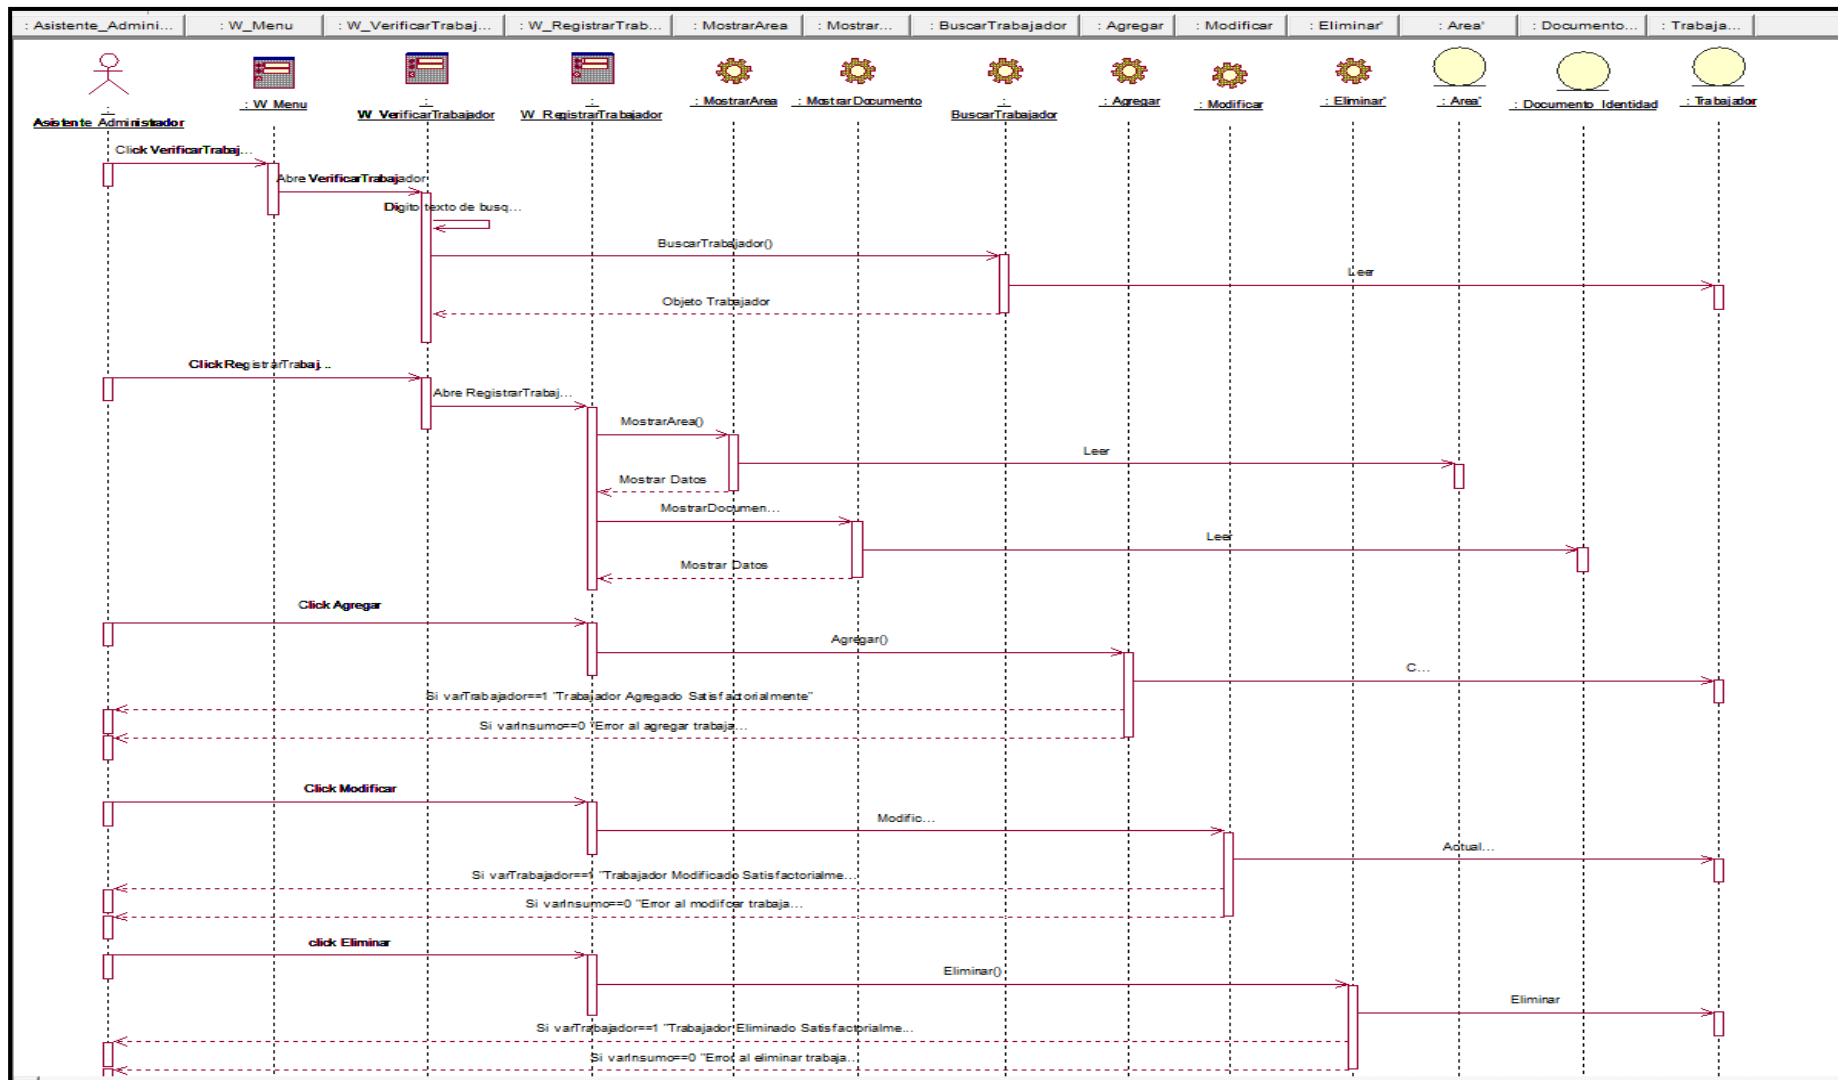 : Asistente_Admini...
: W_Menu
: W_VerificarTrabaj...
: W_RegistrarTrab...
: MostrarArea
: Mostrar...
: BuscarTrabajador
: Agregar
: Modificar
: Eliminar'
: Area'
: Documento...
: Trabaja...
:
Asistente_Administrador
: W_Menu
:
W_VerificarTrabajador
:
W_RegistrarTrabajador
: MostrarArea
: MostrarDocumento
:
BuscarTrabajador
: Agregar
: Modificar
: Eliminar'
: Area'
: Documento_Identidad
: Trabajador
Click VerificarTrabaj...
Abre VerificarTrabajador
Digito texto de busq...
BuscarTrabajador()
Leer
Objeto Trabajador
Click RegistrarTrabaj...
Abre RegistrarTrabaj...
MostrarArea()
Leer
Mostrar Datos
MostrarDocumen...
Leer
Mostrar Datos
Click Agregar
Agregar()
C...
Si varTrabajador==1 "Trabajador Agregado Satisfactorialmente"
Si varInsumo==0 "Error al agregar trabaja...
Click Modificar
Modific...
Actual...
Si varTrabajador==1 "Trabajador Modificado Satisfactorialme...
Si varInsumo==0 "Error al modifcar trabaja...
click Eliminar
Eliminar()
Eliminar
Si varTrabajador==1 "Trabajador Eliminado Satisfactorialme...
Si varInsumo==0 "Error al eliminar trabaja...